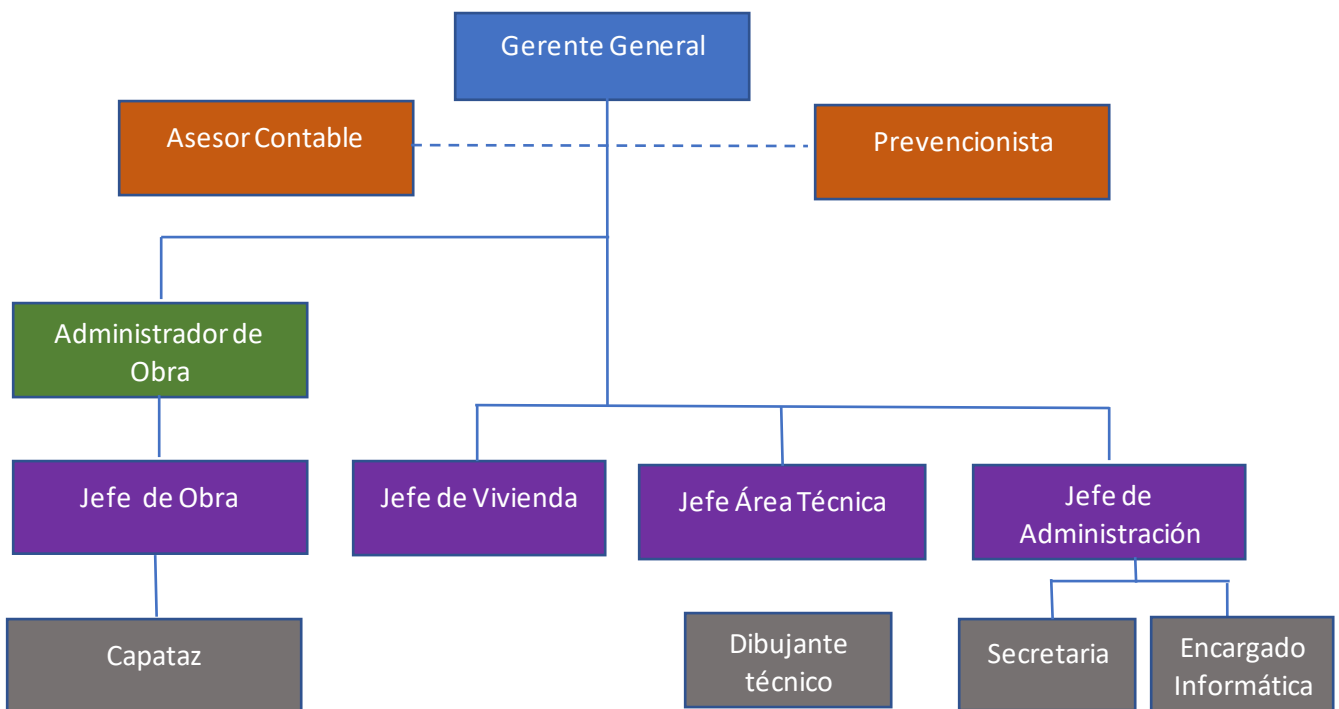 Gerente General
Asesor Contable
Prevencionista
Administrador de
Obra
Jefe de Obra
Jefe de Vivienda
Jefe Área Técnica
Jefe de
Administración
Capataz
Dibujante
técnico
Secretaria
Encargado
Informática